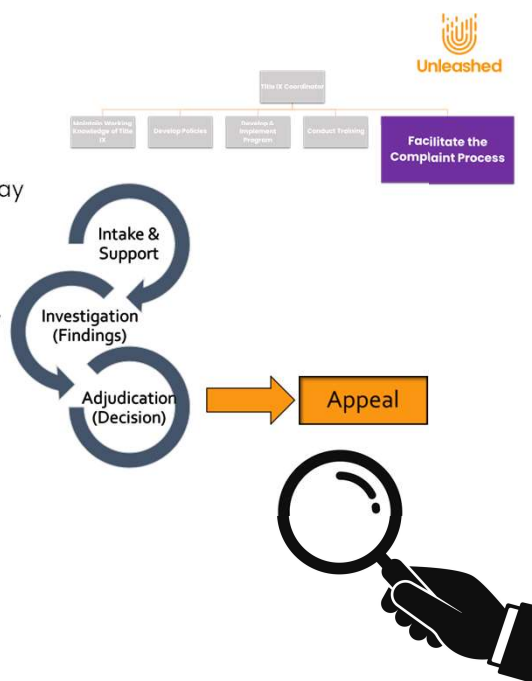 Unleashed
Title IX Coordinator
Maintain Working
Knowledge of Title
IX
Develop Policies
Develop &
Implement
Program
Conduct Training
Facilitate the
Complaint Process
ay
Intake &
Support
Investigation
(Findings)
Adjudication
(Decision)
Appeal